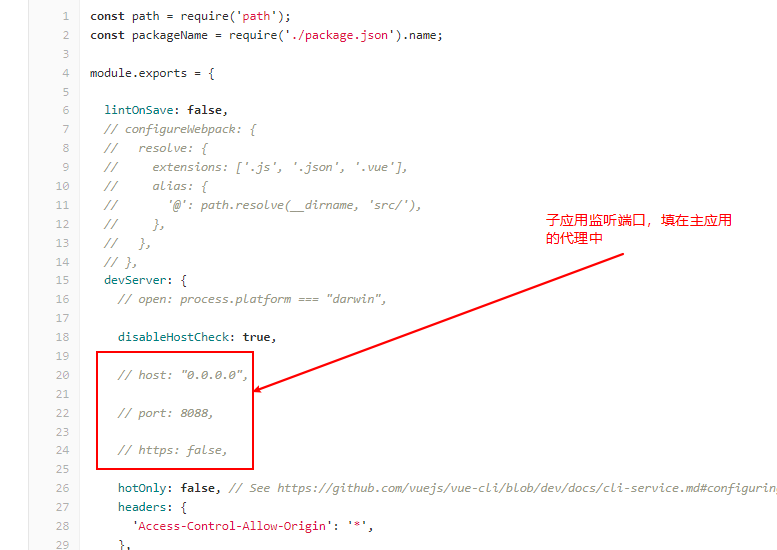 1 const path = require('path');
2 const packageName = require('./package.json').name;
3
4 module.exports = {
5
6 lintOnSave: false,
7 // configureWebpack: {
8 // resolve: {
9 // extensions: ['.js', '.json', '.vue'],
10 // alias: {
11 // '@': path.resolve(__dirname, 'src/'),
12 // },
13 // },
14 // },
子应用监听端口，填在主应用
的代理中
15 devServer: {
16 // open: process.platform === "darwin",
17
18 disableHostCheck: true,
19
20 // host: "0.0.0.0",
21
22 // port: 8088,
23
24 // https: false,
25
26 hotOnly: false, // See https://github.com/vuejs/vue-cli/blob/dev/docs/cli-service.md#configuring
27 headers: {
28 'Access-Control-Allow-Origin': '*',
29 },